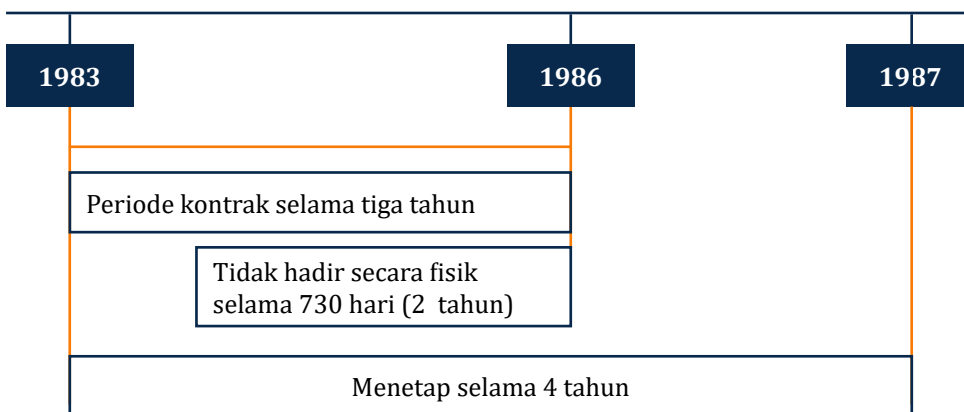 1983
1986
1987
Periode kontrak selama tiga tahun
Tidak hadir secara fisik
selama 730 hari (2 tahun)
Menetap selama 4 tahun